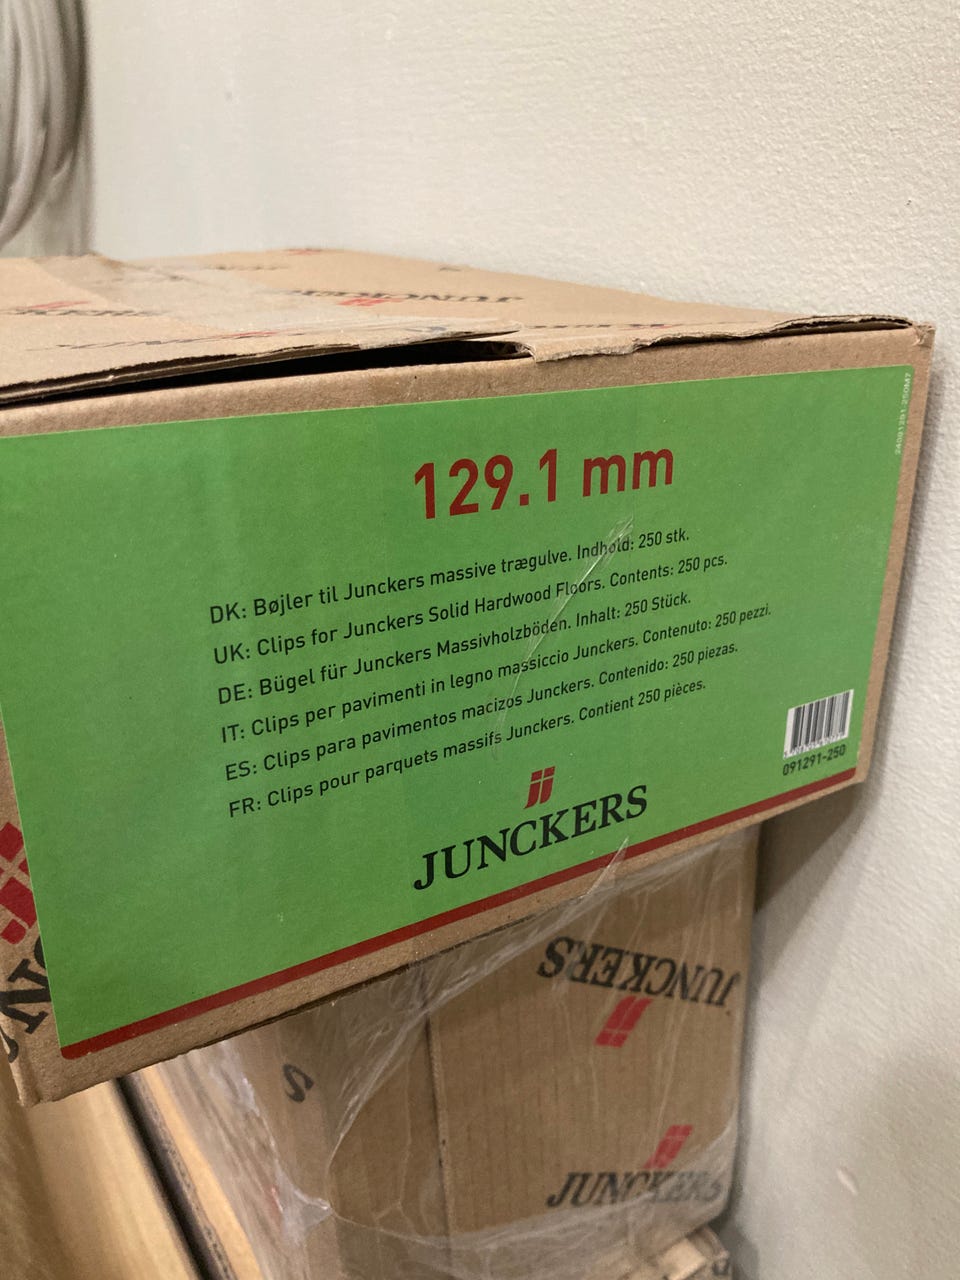 JUNCKERS
129.1 mm
DK: Bøjler til Junckers massive trægulve. Indhold: 250 stk.
UK: Clips for Junckers Solid Hardwood Floors. Contents: 250 pcs.
DE: Bügel für Junckers Massivholzböden. Inhalt: 250 Stück.
IT: Clips per pavimenti in legno massiccio Junckers. Contenuto: 250 pezzi.
ES: Clips para pavimentos macizos Junckers. Contenido: 250 piezas.
FR: Clips pour parquets massifs Junckers. Contient 250 pièces.
091291-250
JUNCKERS
JUNCKERS
JUNCKERS